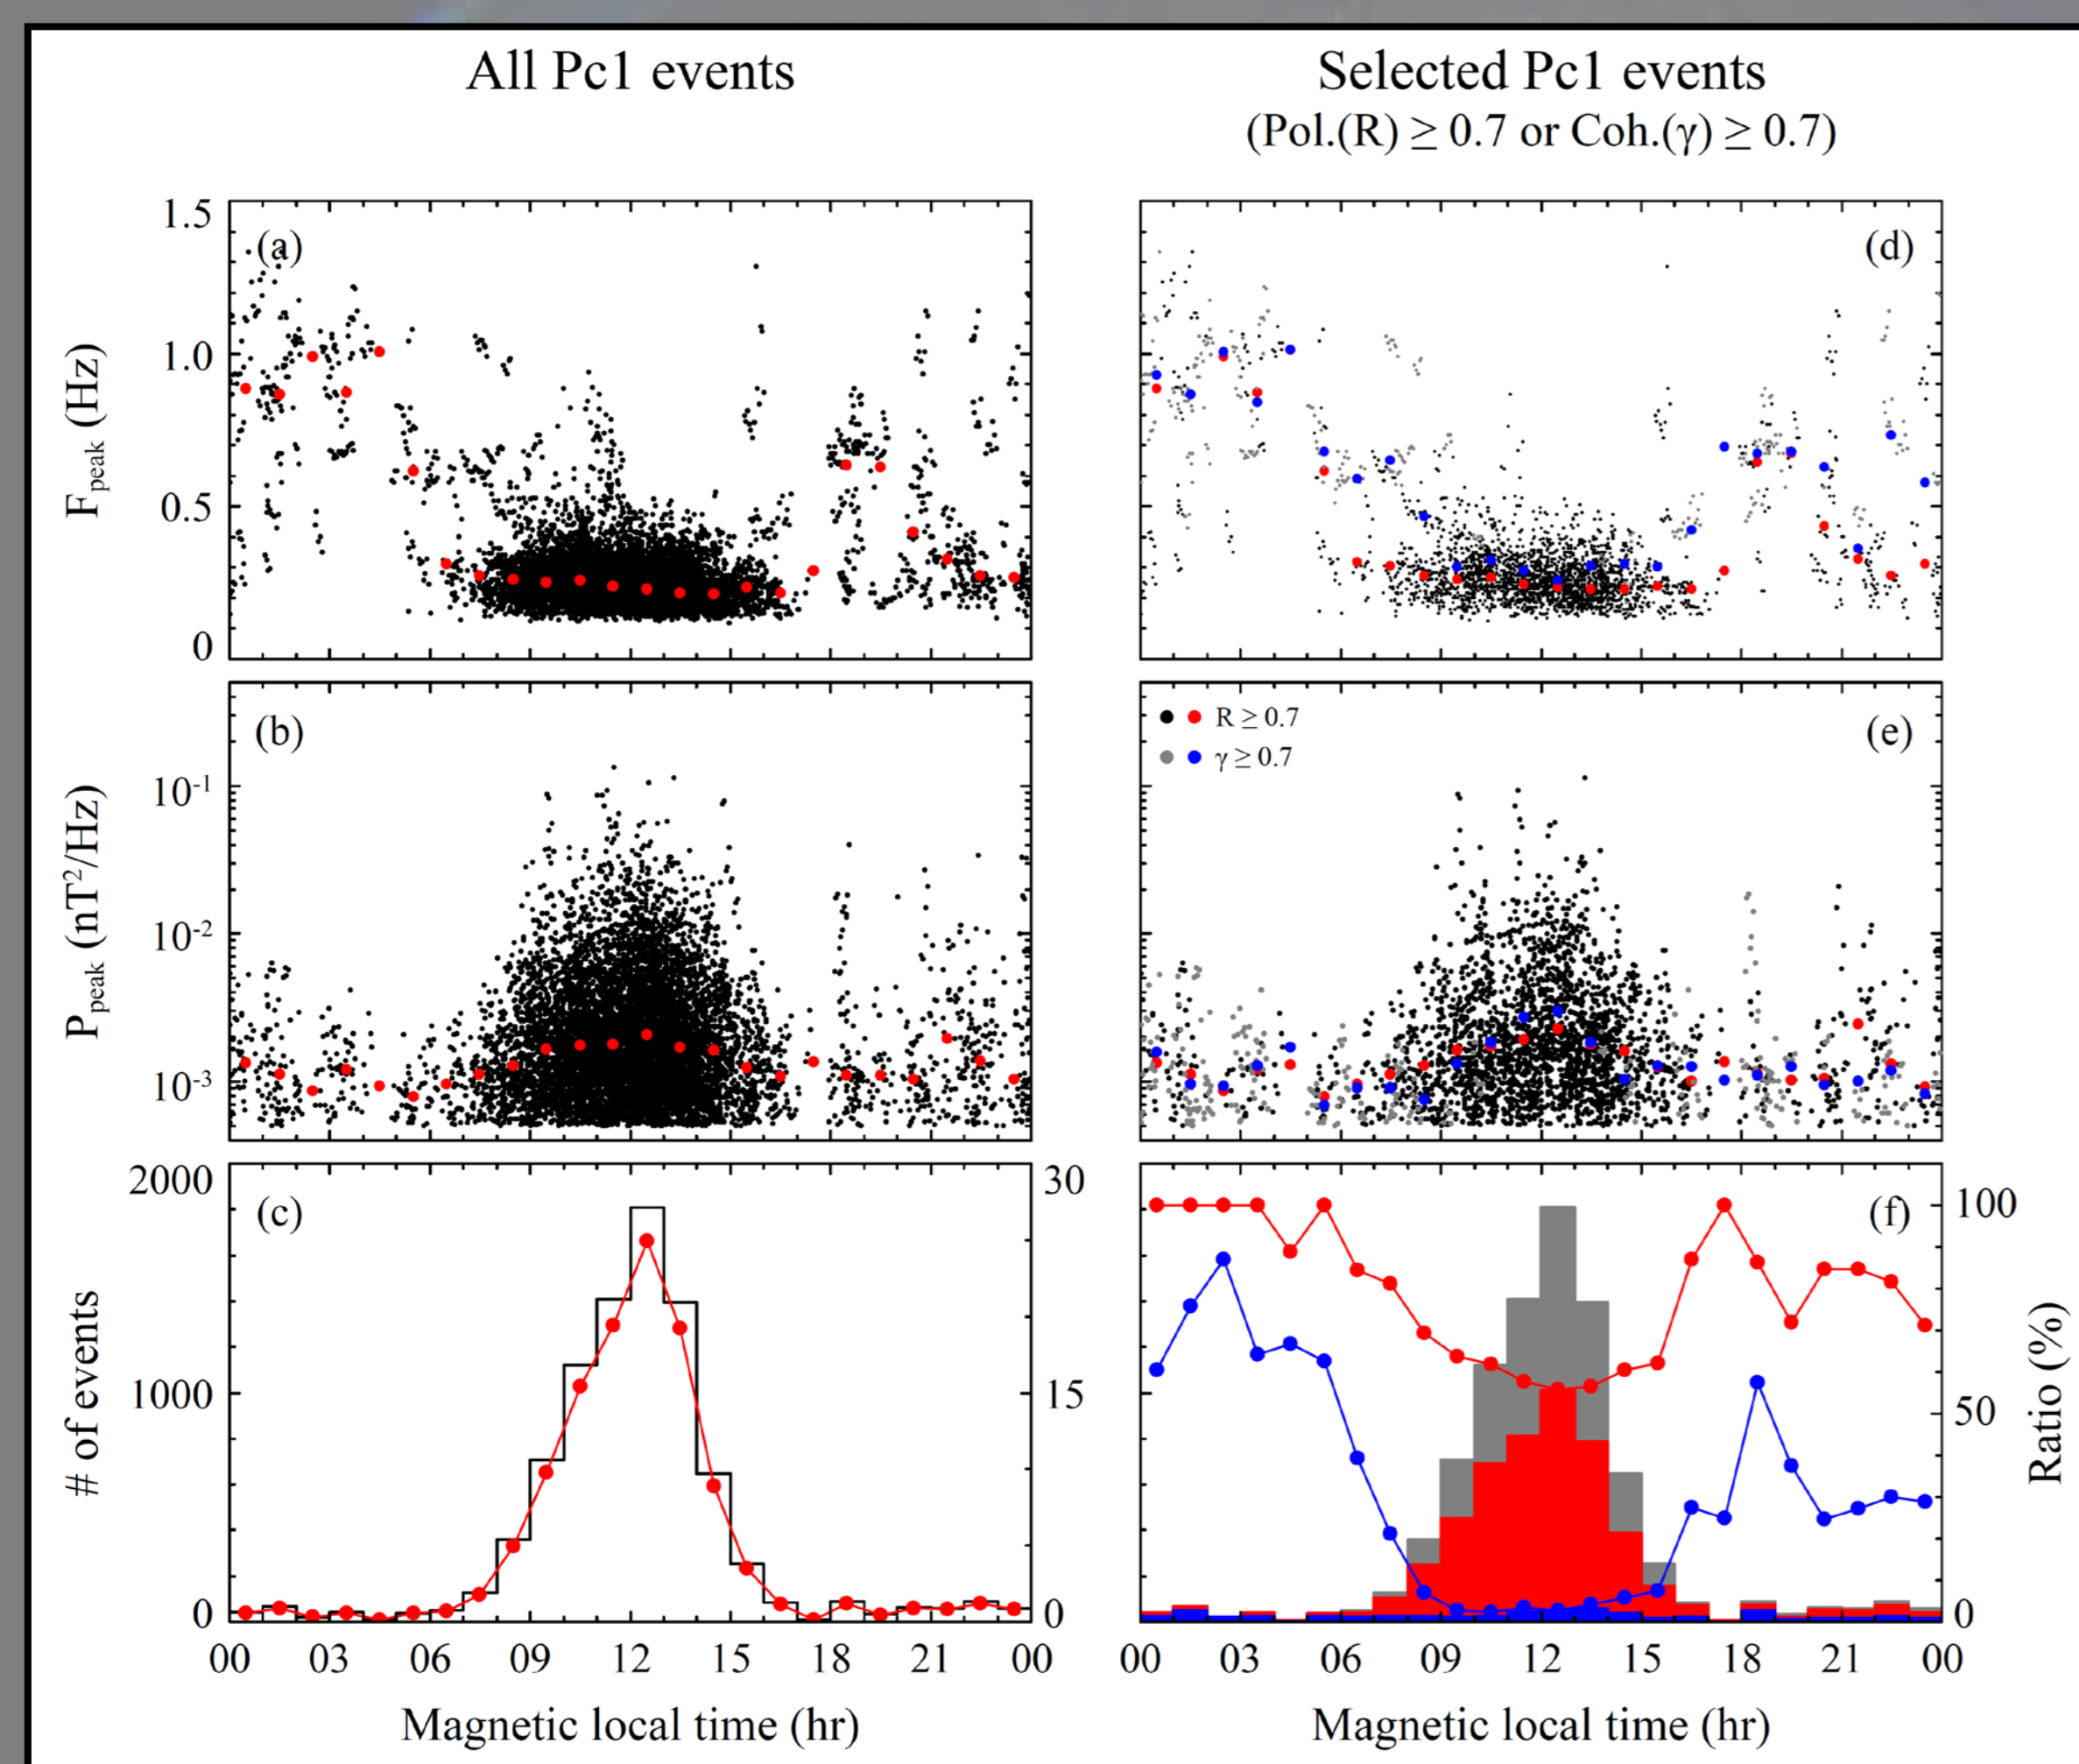 All Pc1 events
Selected Pc1 events
(Pol.(R) ≥ 0.7 or Coh.(γ) ≥ 0.7)
(a)
1.5
1.0
0.5
0
F_peak (Hz)
(d)
(b)
10⁻¹
10⁻²
10⁻³
P_peak (nT²/Hz)
R ≥ 0.7
γ ≥ 0.7
(e)
(c)
2000
1000
0
# of events
30
15
0
00 03 06 09 12 15 18 21 00
Magnetic local time (hr)
(f)
100
50
0
Ratio (%)
00 03 06 09 12 15 18 21 00
Magnetic local time (hr)